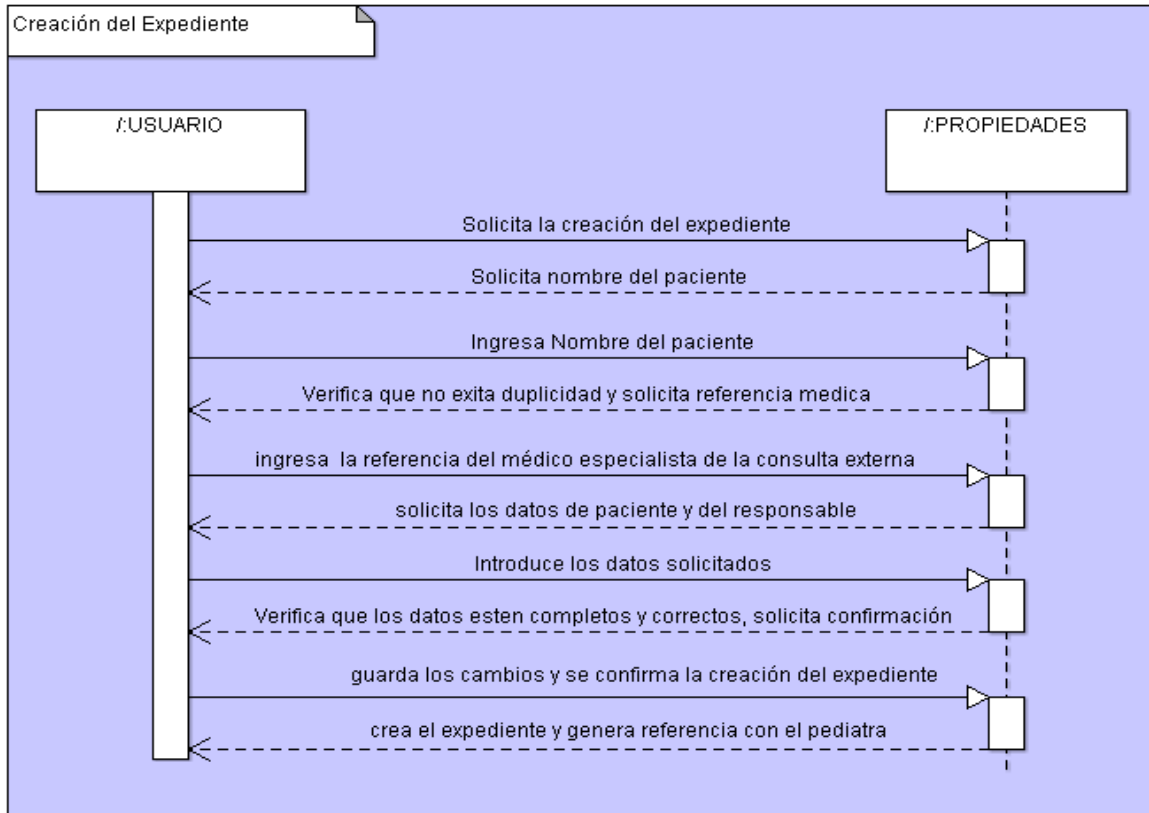 Creación del Expediente
/:USUARIO
/:PROPIEDADES
Solicita la creación del expediente
Solicita nombre del paciente
Ingresa Nombre del paciente
Verifica que no exita duplicidad y solicita referencia medica
ingresa la referencia del médico especialista de la consulta externa
solicita los datos de paciente y del responsable
Introduce los datos solicitados
Verifica que los datos esten completos y correctos, solicita confirmación
guarda los cambios y se confirma la creación del expediente
crea el expediente y genera referencia con el pediatra